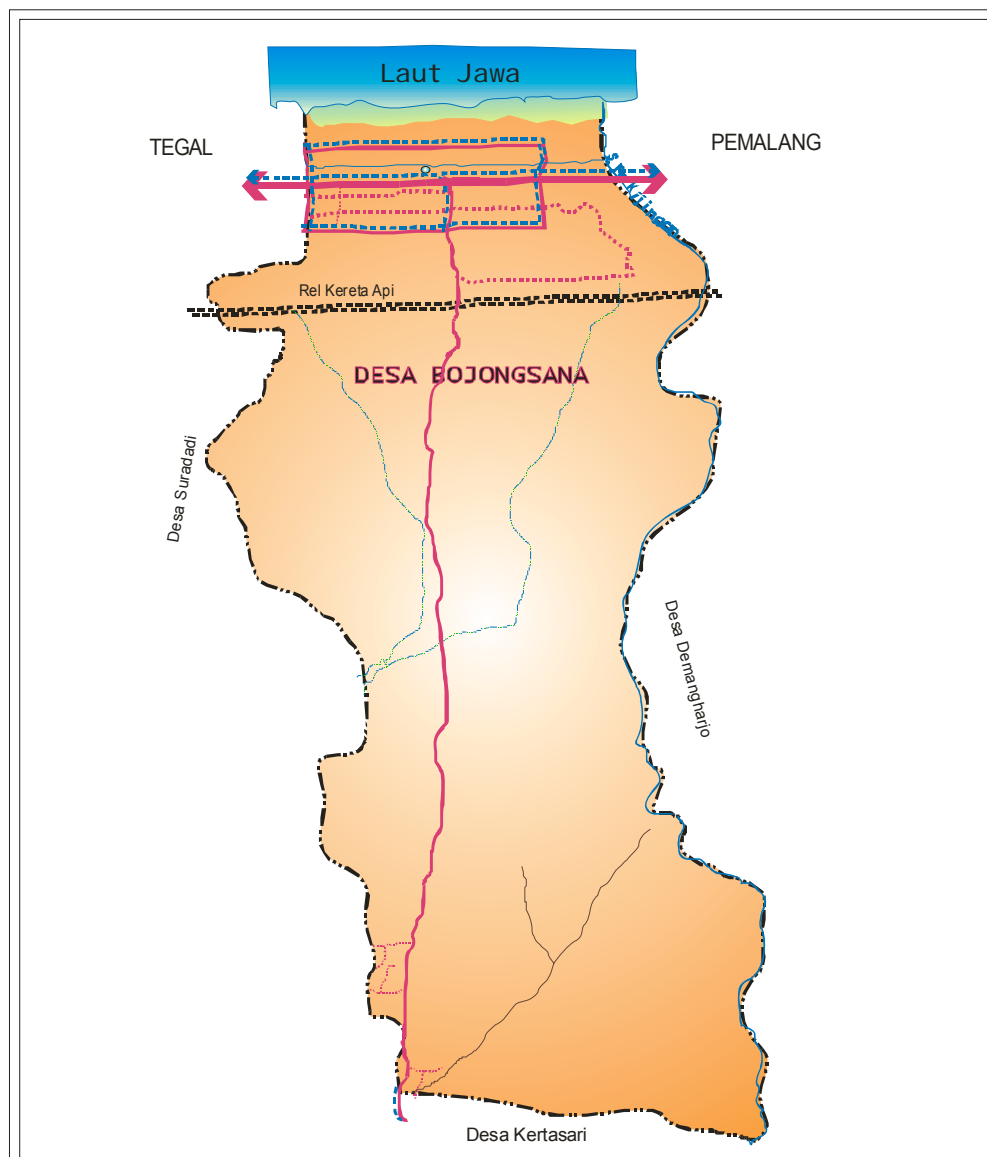 Laut Jawa
TEGAL
PEMALANG
Rel Kereta Api
DESA BOJONGSANA
Desa Suradadi
Desa Demangharjo
Desa Kertasari